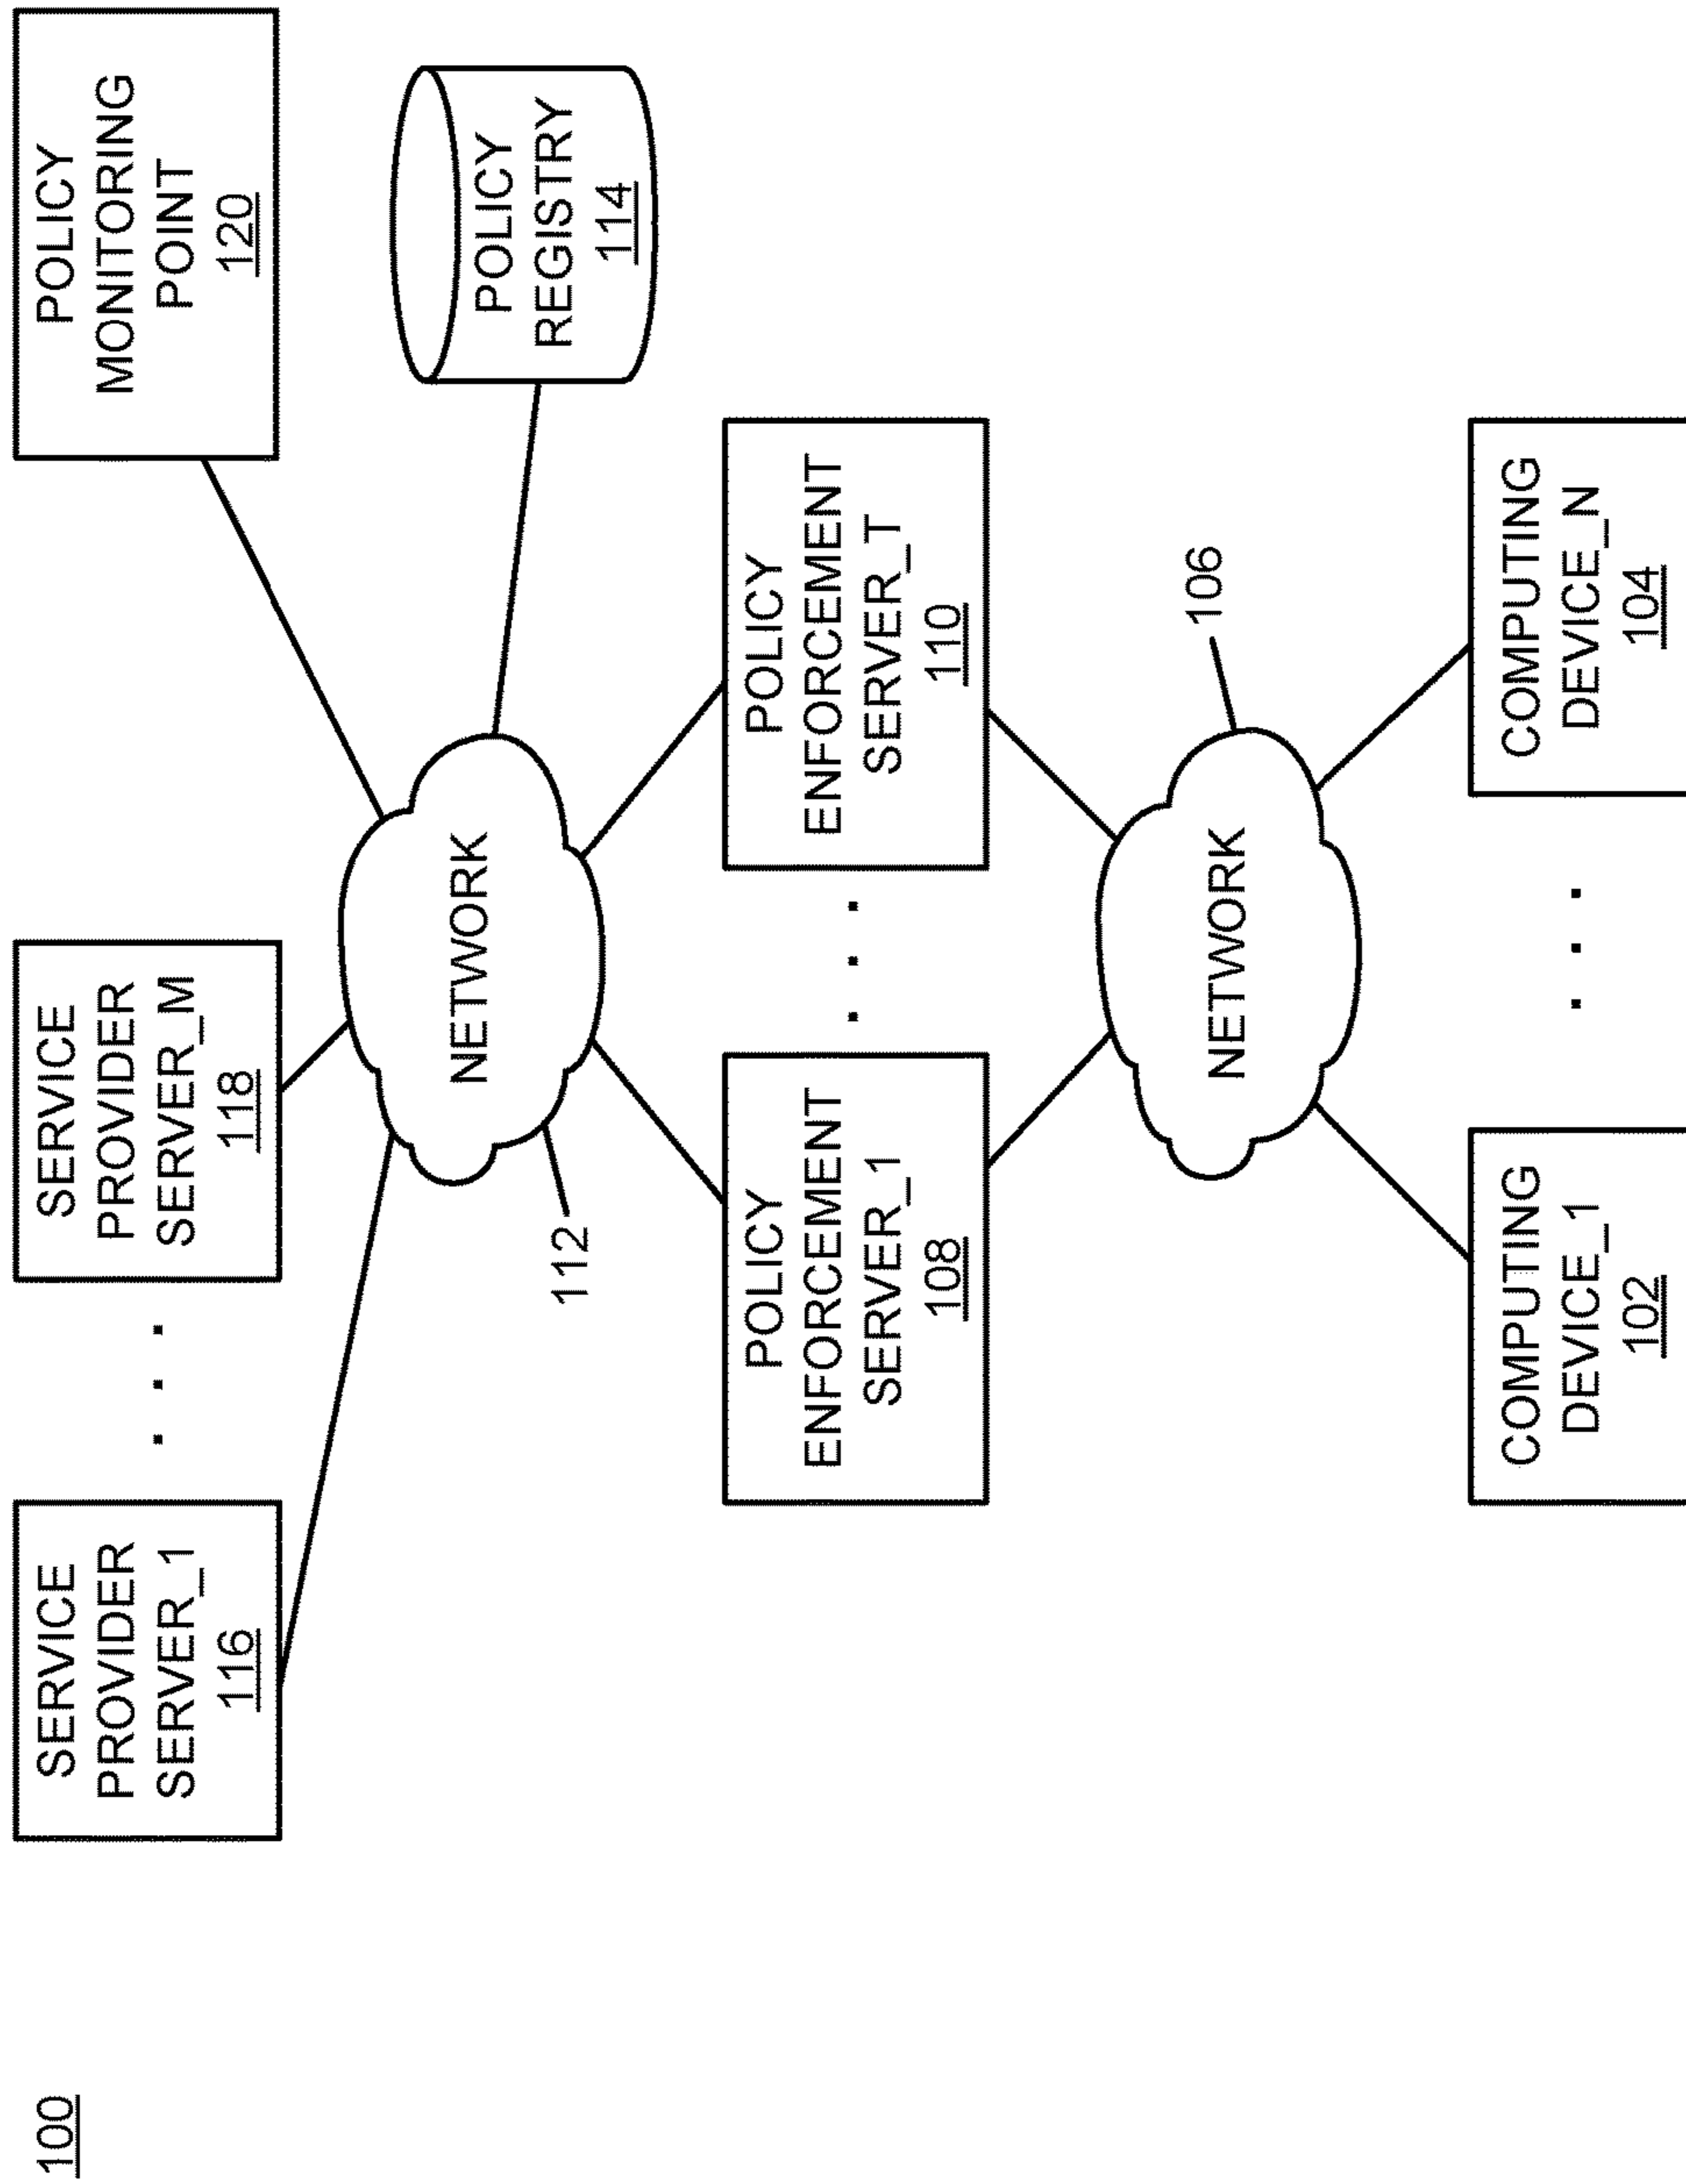 100
SERVICE
PROVIDER
SERVER_1
116
. . .
SERVICE
PROVIDER
SERVER_M
118
POLICY
MONITORING
POINT
120
NETWORK
112
POLICY
REGISTRY
114
POLICY
ENFORCEMENT
SERVER_1
108
. . .
POLICY
ENFORCEMENT
SERVER_T
110
NETWORK
106
COMPUTING
DEVICE_1
102
. . .
COMPUTING
DEVICE_N
104